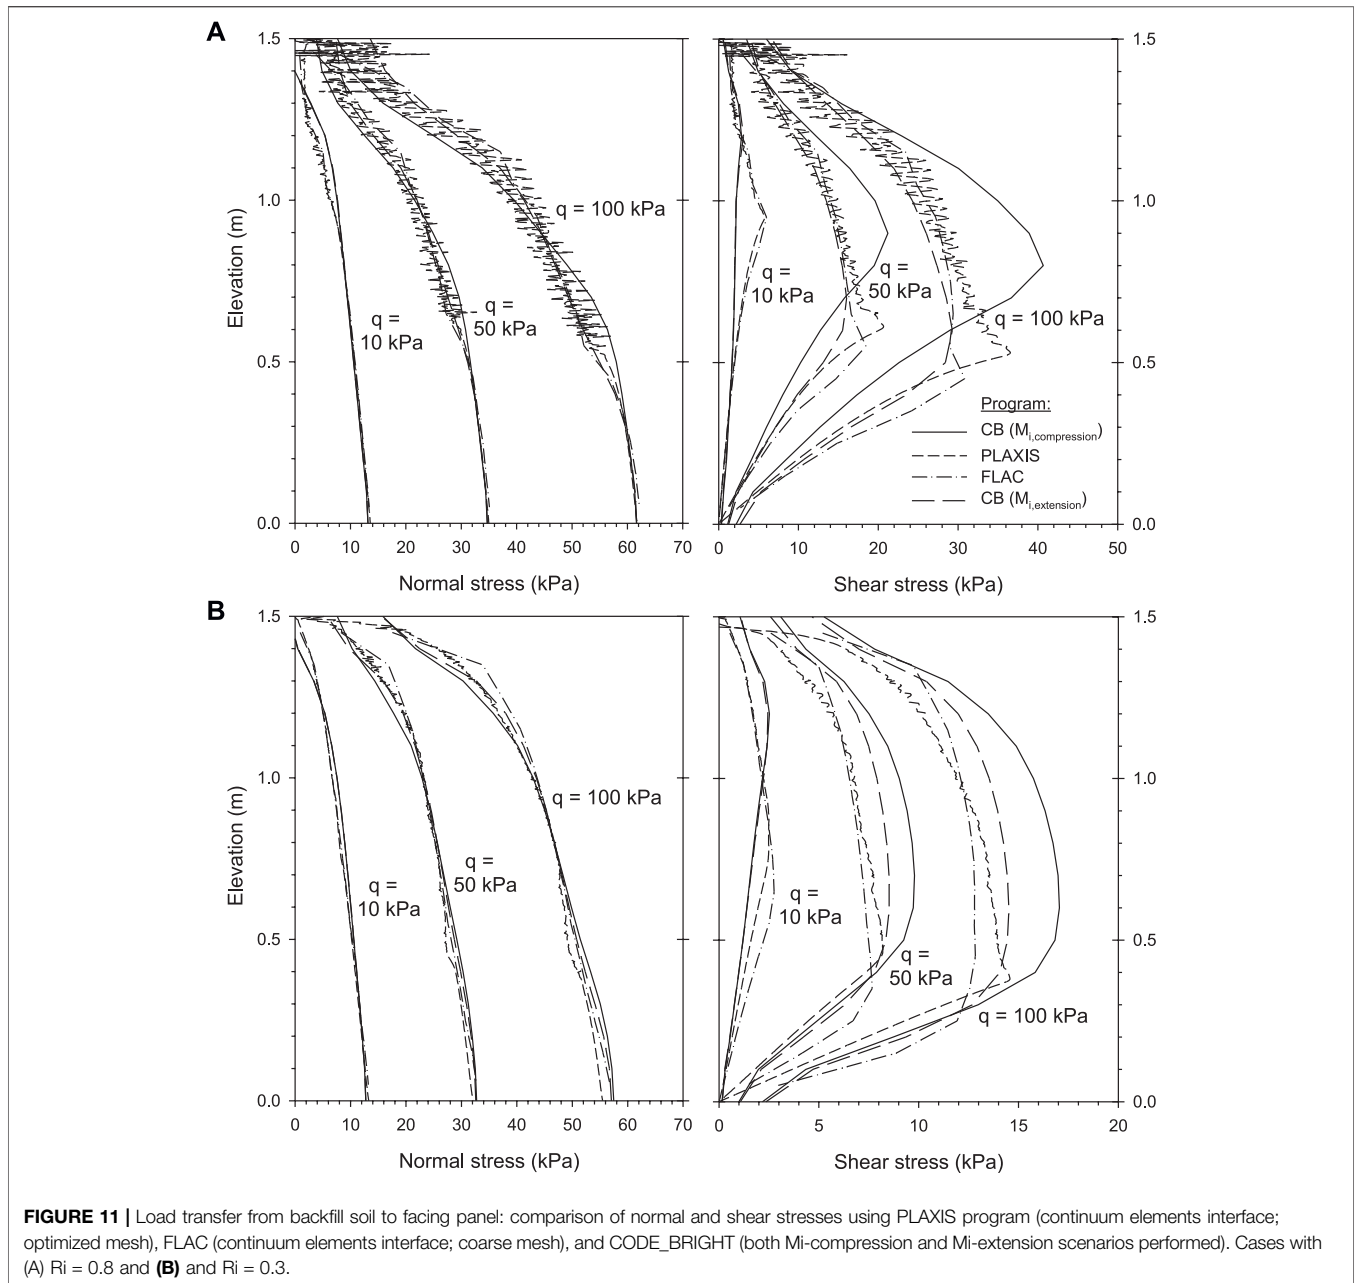 A
1.5
1.0
0.5
0.0
Elevation (m)
0 10 20 30 40 50 60 70
Normal stress (kPa)
q = 100 kPa
q =
50 kPa
q =
10 kPa
1.5
1.0
0.5
0.0
0 10 20 30 40 50
Shear stress (kPa)
q =
10 kPa
q =
50 kPa
q = 100 kPa
Program:
CB (Mi,compression)
PLAXIS
FLAC
CB (Mi,extension)
B
1.5
1.0
0.5
0.0
Elevation (m)
0 10 20 30 40 50 60 70
Normal stress (kPa)
q = 100 kPa
q =
50 kPa
q =
10 kPa
1.5
1.0
0.5
0.0
0 5 10 15 20
Shear stress (kPa)
q =
10 kPa
q =
50 kPa
q = 100 kPa
FIGURE 11 | Load transfer from backfill soil to facing panel: comparison of normal and shear stresses using PLAXIS program (continuum elements interface;
optimized mesh), FLAC (continuum elements interface; coarse mesh), and CODE_BRIGHT (both Mi-compression and Mi-extension scenarios performed). Cases with
(A) Ri = 0.8 and (B) and Ri = 0.3.